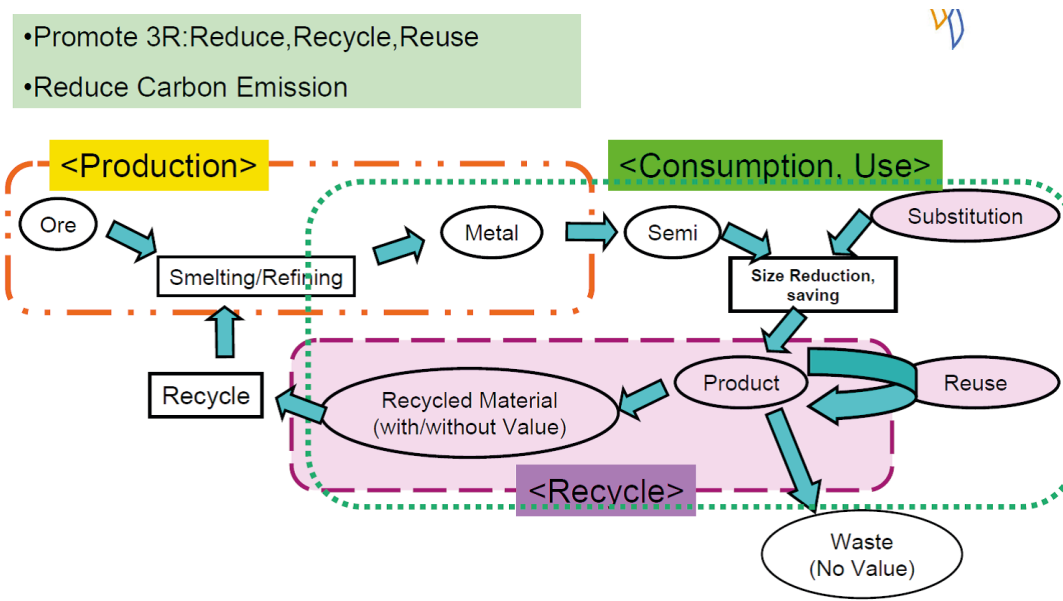 •Promote 3R:Reduce,Recycle,Reuse
•Reduce Carbon Emission
<Production>
<Consumption, Use>
Ore
Metal
Semi
Substitution
Smelting/Refining
Size Reduction,
saving
Recycle
Recycled Material
(with/without Value)
Product
Reuse
<Recycle>
Waste
(No Value)